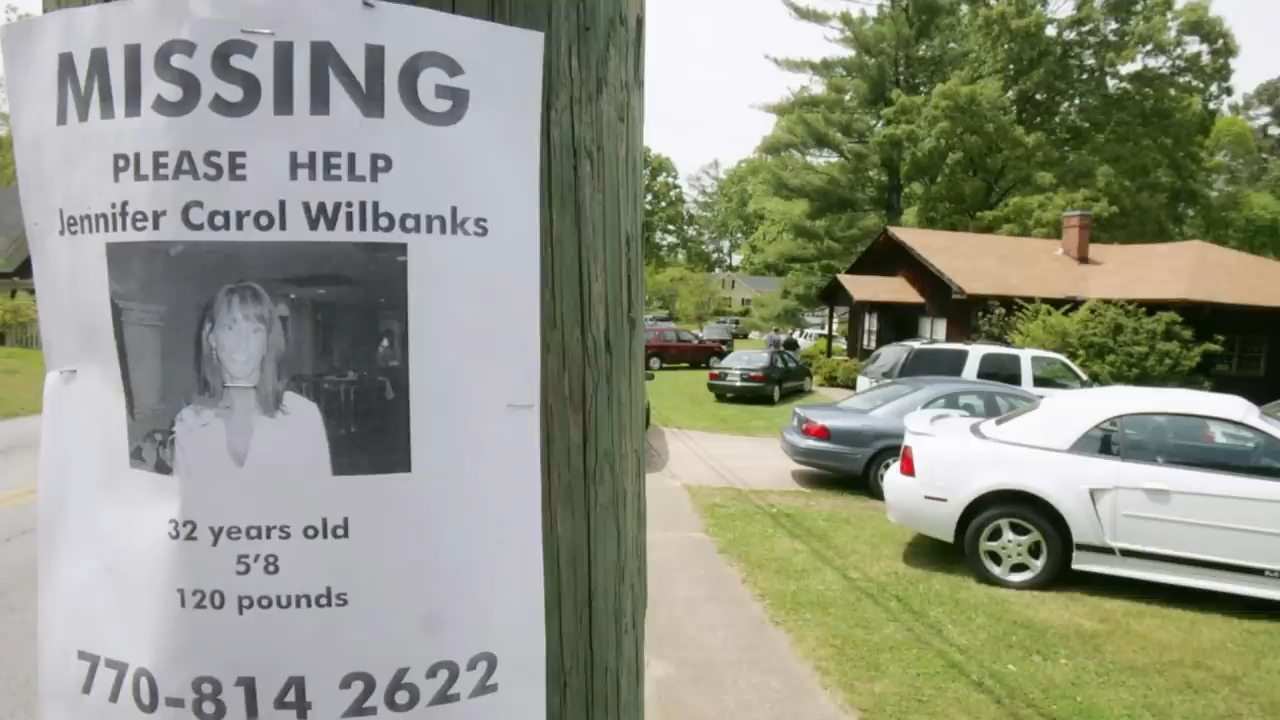 MISSING
PLEASE HELP
Jennifer Carol Wilbanks
32 years old
5'8
120 pounds
770-814 2622